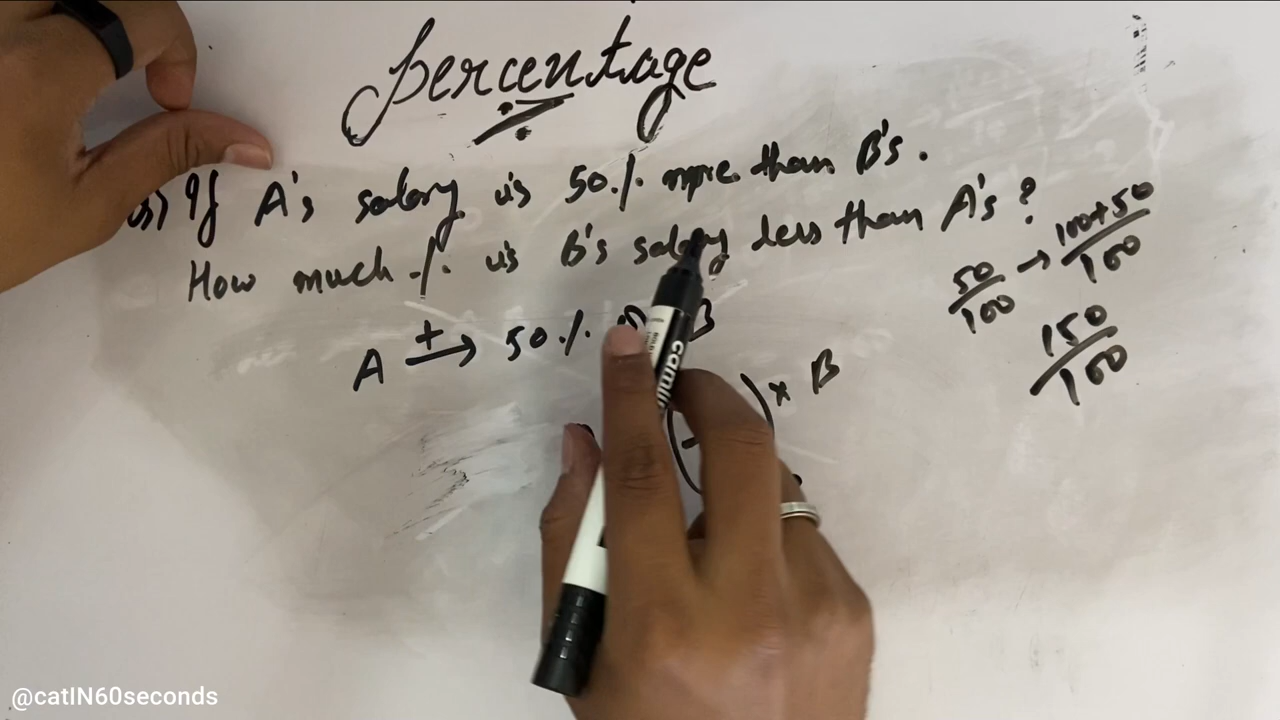 percentage
If A's salary is 50% more than B's.
How much % is B's salary less than A's?
50/100 → 100+50/100
150/100
A +→ 50% B
) × B
camlin
@catIN60seconds